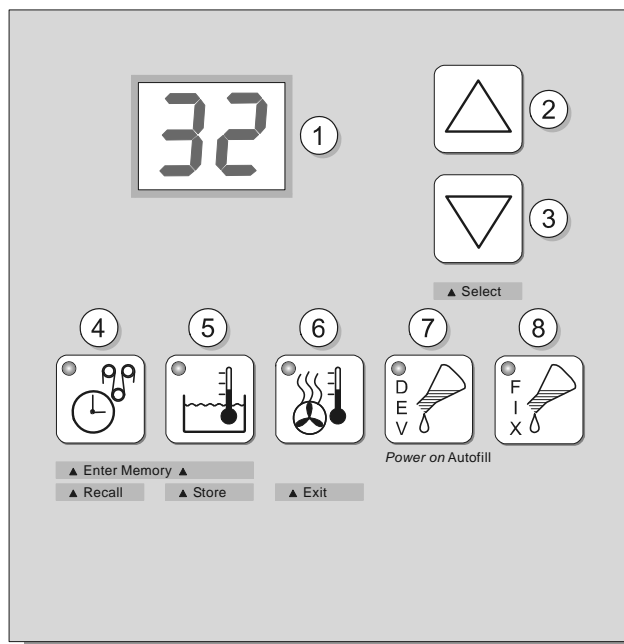 32
1
2
3
▲ Select
4
5
6
7
8
D
E
V
F
I
X
Power on Autofill
▲ Enter Memory ▲
▲ Recall
▲ Store
▲ Exit